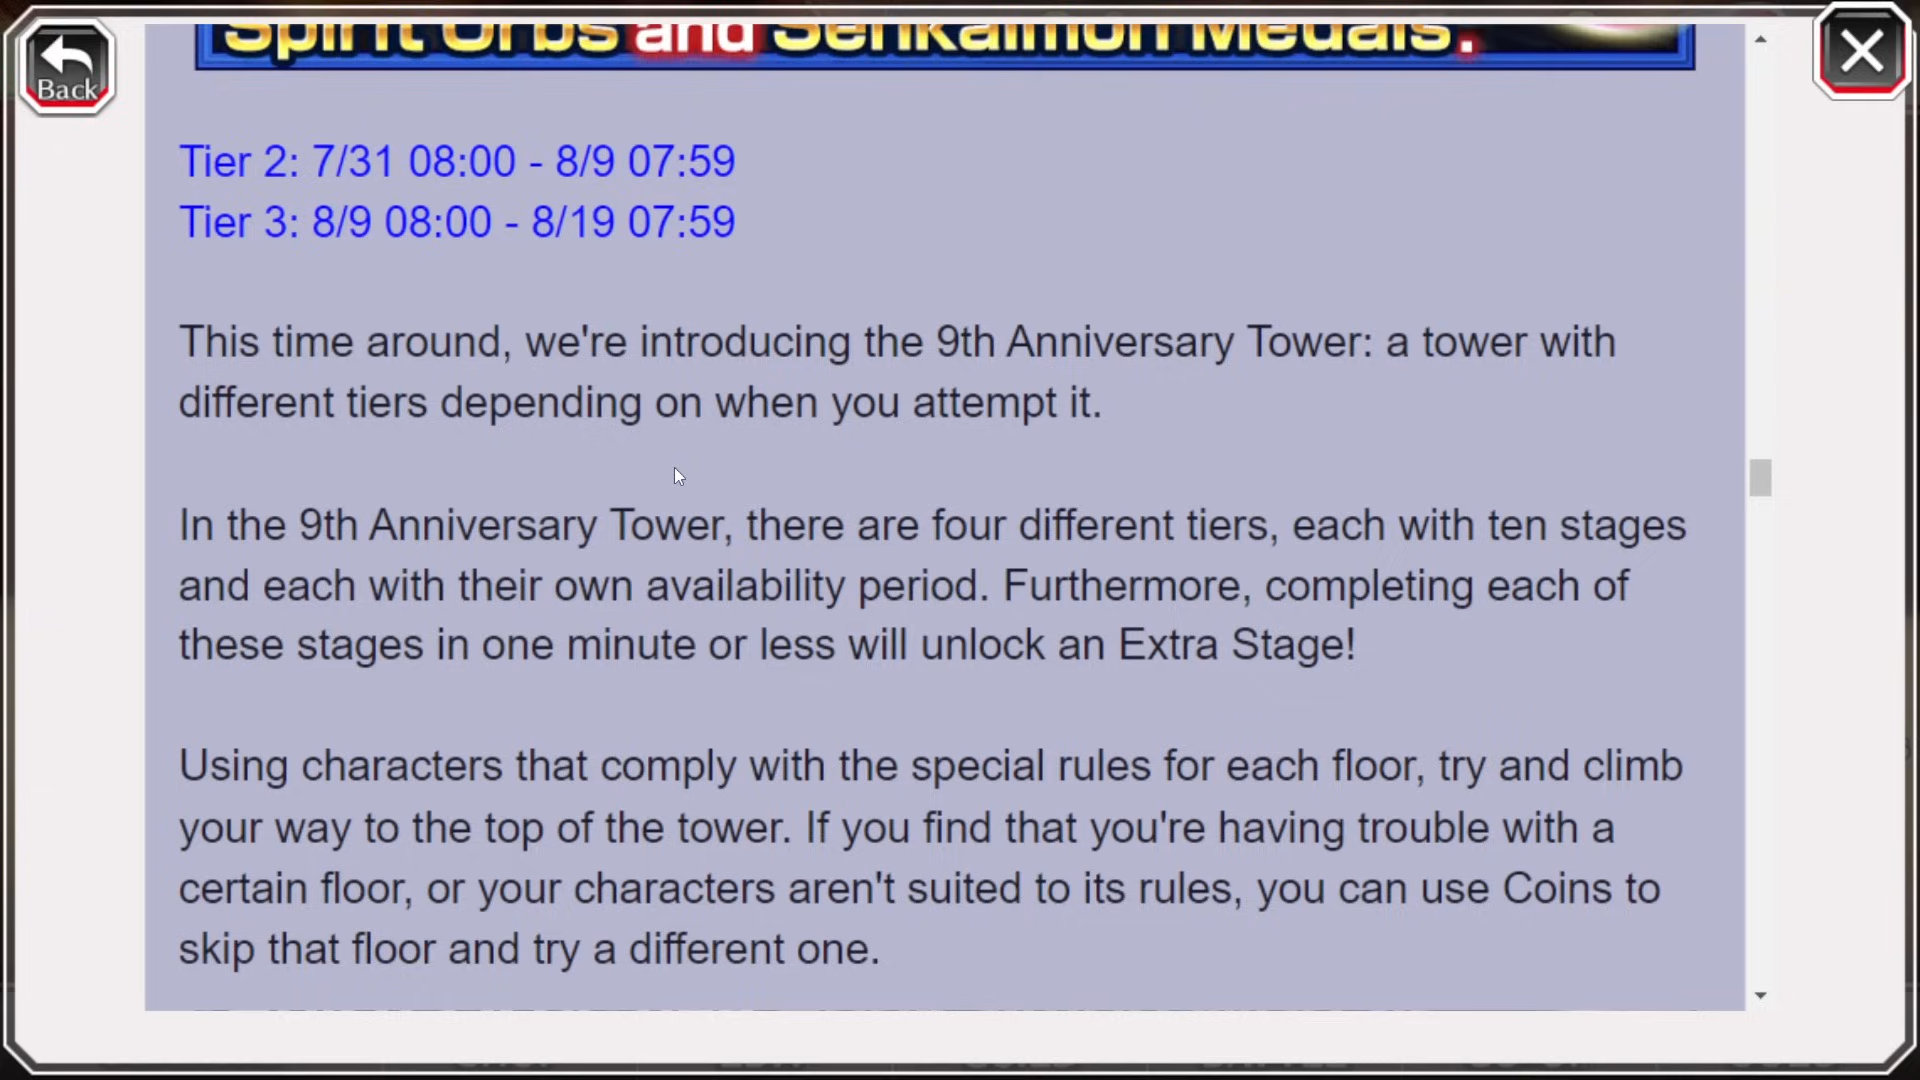 Spirit Orbs and Senkaimon Medals.
Back
Tier 2: 7/31 08:00 - 8/9 07:59
Tier 3: 8/9 08:00 - 8/19 07:59
This time around, we're introducing the 9th Anniversary Tower: a tower with
different tiers depending on when you attempt it.
In the 9th Anniversary Tower, there are four different tiers, each with ten stages
and each with their own availability period. Furthermore, completing each of
these stages in one minute or less will unlock an Extra Stage!
Using characters that comply with the special rules for each floor, try and climb
your way to the top of the tower. If you find that you're having trouble with a
certain floor, or your characters aren't suited to its rules, you can use Coins to
skip that floor and try a different one.